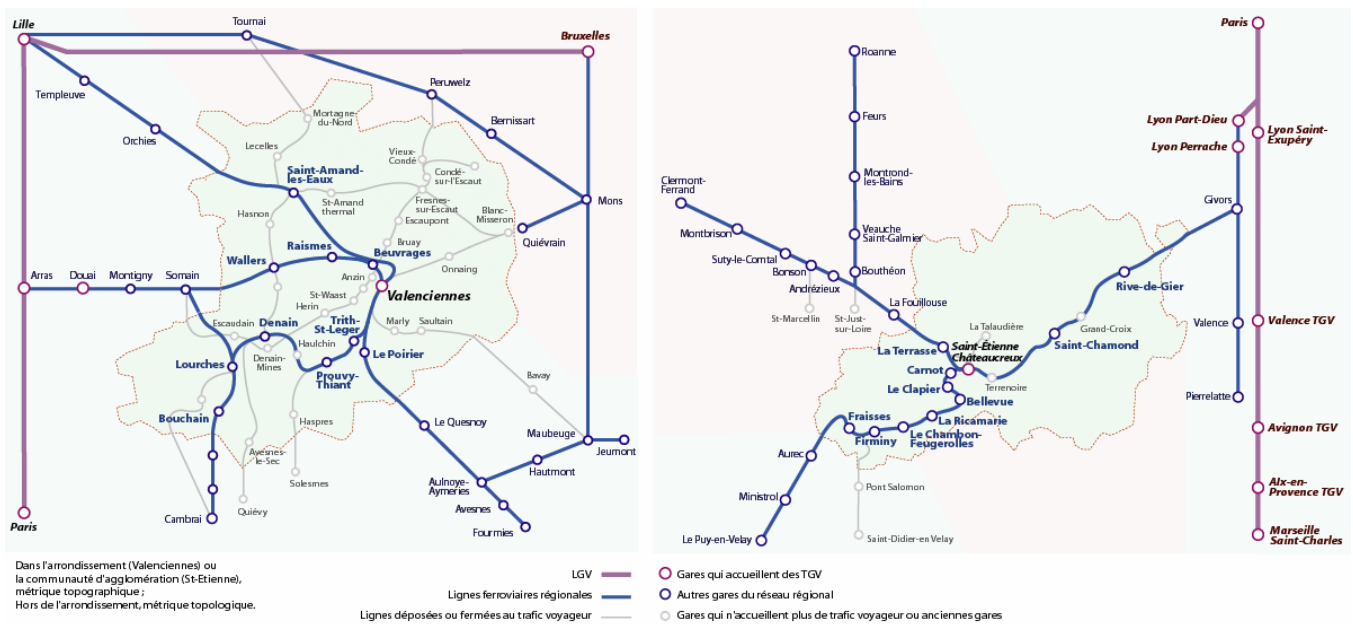 Lille
Tournai
Bruxelles
Templeuve
Peruwelz
Mortagne-
du-Nord
Bernissart
Orchies
Lecelles
Vieux-
Condé
Saint-Amand-
les-Eaux
Condé-
sur-l'Escaut
St-Amand
thermal
Fresnes-
sur-Escaut
Mons
Hasnon
Escaupont
Blanc-
Misseron
Quiévrain
Raismes
Bruay
Beuvrages
Wallers
Onnaing
Anzin
Arras
Douai
Montigny
Somain
Valenciennes
St-Waast
Herin
Trith-
St-Leger
Marly
Saultain
Escaudain
Denain
Haulchin
Denain-
Mines
Le Poirier
Lourches
Prouvy-
Thiant
Bavay
Bouchain
Haspres
Le Quesnoy
Maubeuge
Jeumont
Avesnes-
le-Sec
Hautmont
Solesmes
Aulnoye-
Aymeries
Avesnes
Quiévy
Cambrai
Fourmies
Paris
Paris
Roanne
Feurs
Lyon Part-Dieu
Lyon Saint-
Exupéry
Lyon Perrache
Montrond-
les-Bains
Clermont-
Ferrand
Givors
Montbrison
Veauche
Saint-Galmier
Suty-le-Comtal
Bonson
Bouthéon
Andrézieux
Rive-de-Gier
La Fouillouse
St-Marcellin
St-Just-
sur-Loire
La Talaudière
Grand-Croix
Valence
Valence TGV
Saint-Etienne
Châteaucreux
Saint-Chamond
La Terrasse
Carnot
Terrenoire
Le Clapier
Bellevue
Pierrelatte
Fraisses
La Ricamarie
Avignon TGV
Firminy
Le Chambon-
Feugerolles
Aurec
Pont Salomon
Aix-en-
Provence TGV
Ministrol
Le Puy-en-Velay
Saint-Didier-en Velay
Marseille
Saint-Charles
Dans l'arrondissement (Valenciennes) ou
la communauté d'agglomération (St-Etienne),
métrique topographique ;
Hors de l'arrondissement, métrique topologique.
LGV
Lignes ferroviaires régionales
Lignes déposées ou fermées au trafic voyageur
Gares qui accueillent des TGV
Autres gares du réseau régional
Gares qui n'accueillent plus de trafic voyageur ou anciennes gares